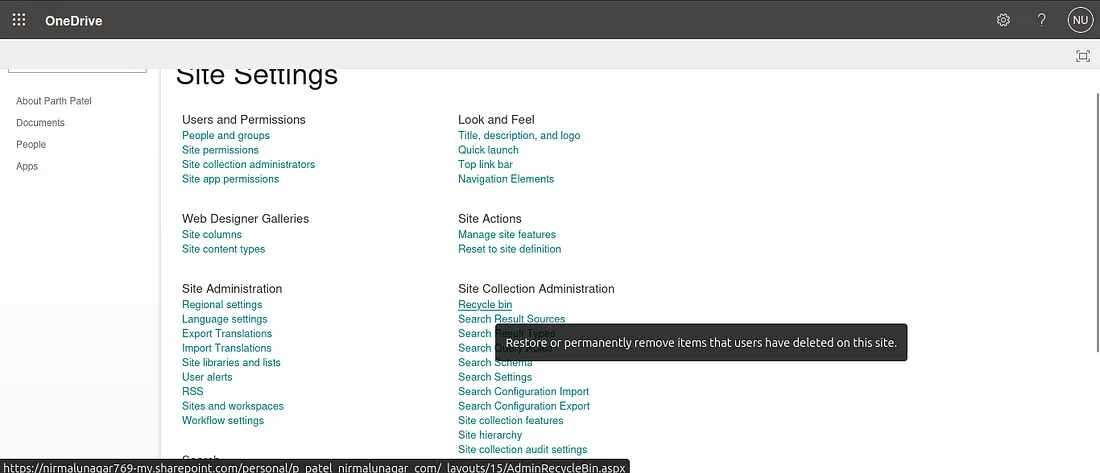 OneDrive
?
NU
Site Settings
About Parth Patel
Documents
People
Apps
Users and Permissions
People and groups
Site permissions
Site collection administrators
Site app permissions
Look and Feel
Title, description, and logo
Quick launch
Top link bar
Navigation Elements
Web Designer Galleries
Site columns
Site content types
Site Actions
Manage site features
Reset to site definition
Site Administration
Regional settings
Language settings
Export Translations
Import Translations
Site libraries and lists
User alerts
RSS
Sites and workspaces
Workflow settings
Search
Site Collection Administration
Recycle bin
Search Result Sources
Search Result Types
Search Query Rules
Restore or permanently remove items that users have deleted on this site.
Search Schema
Search Settings
Search Configuration Import
Search Configuration Export
Site collection features
Site hierarchy
Site collection audit settings
https://nirmalunagar769-my.sharepoint.com/personal/p_patel_nirmalunagar_com/_layouts/15/AdminRecycleBin.aspx